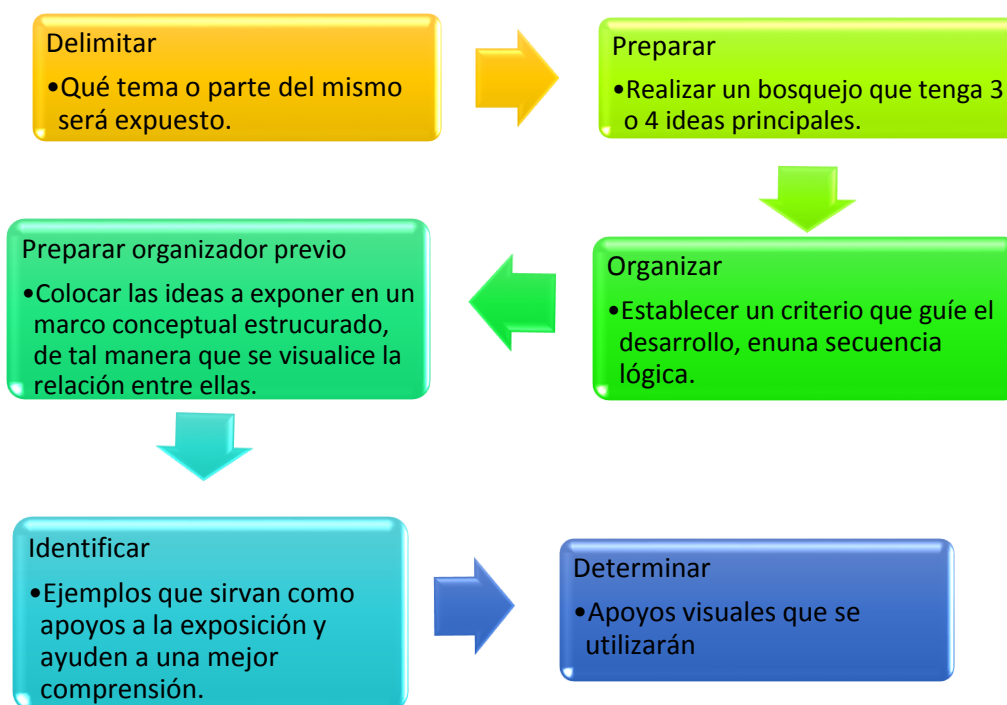 Delimitar
•Qué tema o parte del mismo
será expuesto.
Preparar
•Realizar un bosquejo que tenga 3
o 4 ideas principales.
Organizar
•Establecer un criterio que guíe el
desarrollo, enuna secuencia
lógica.
Preparar organizador previo
•Colocar las ideas a exponer en un
marco conceptual estrucurado,
de tal manera que se visualice la
relación entre ellas.
Identificar
•Ejemplos que sirvan como
apoyos a la exposición y
ayuden a una mejor
comprensión.
Determinar
•Apoyos visuales que se
utilizarán